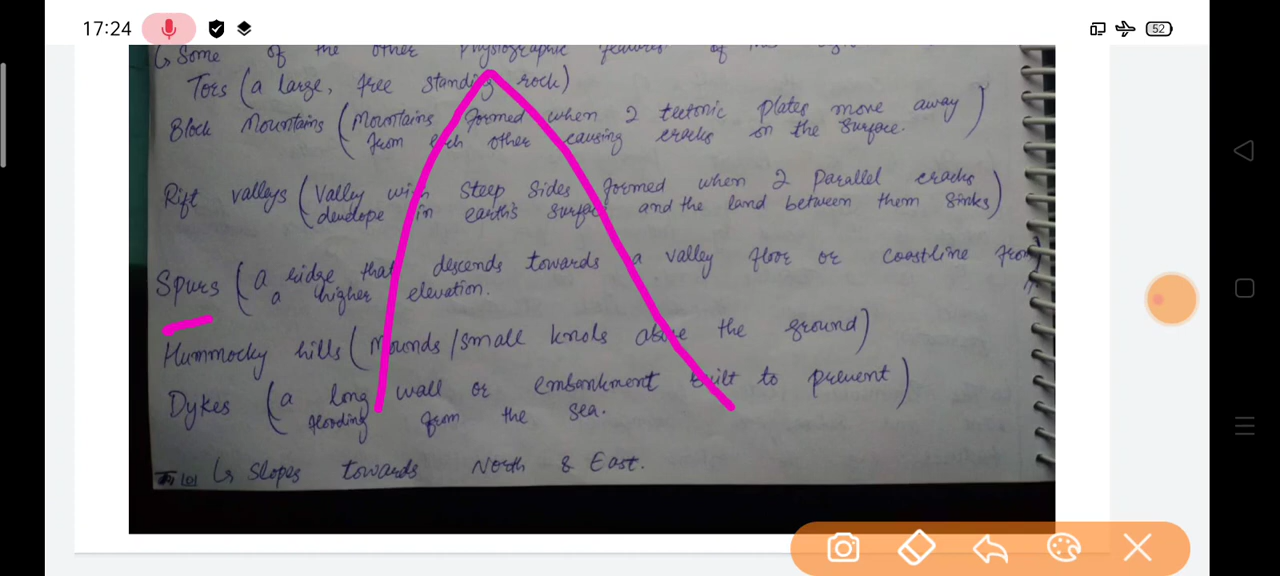 17:24
52
↳ Some of the other Physiographic features of
Tors (a large, free standing rock)
Block Mountains (Mountains formed when 2 tectonic plates move away
from each other causing cracks on the surface.)
Rift valleys (Valley with steep sides formed when 2 Parallel cracks
develope in earth's surface and the land between them sinks)
Spurs (a ridge that descends towards a valley floor or coastline from
a higher elevation.
Hummocky hills (Mounds/small knols above the ground)
Dykes (a long wall or embankment built to prevent
flooding from the sea.)
↳ Slopes towards North & East.